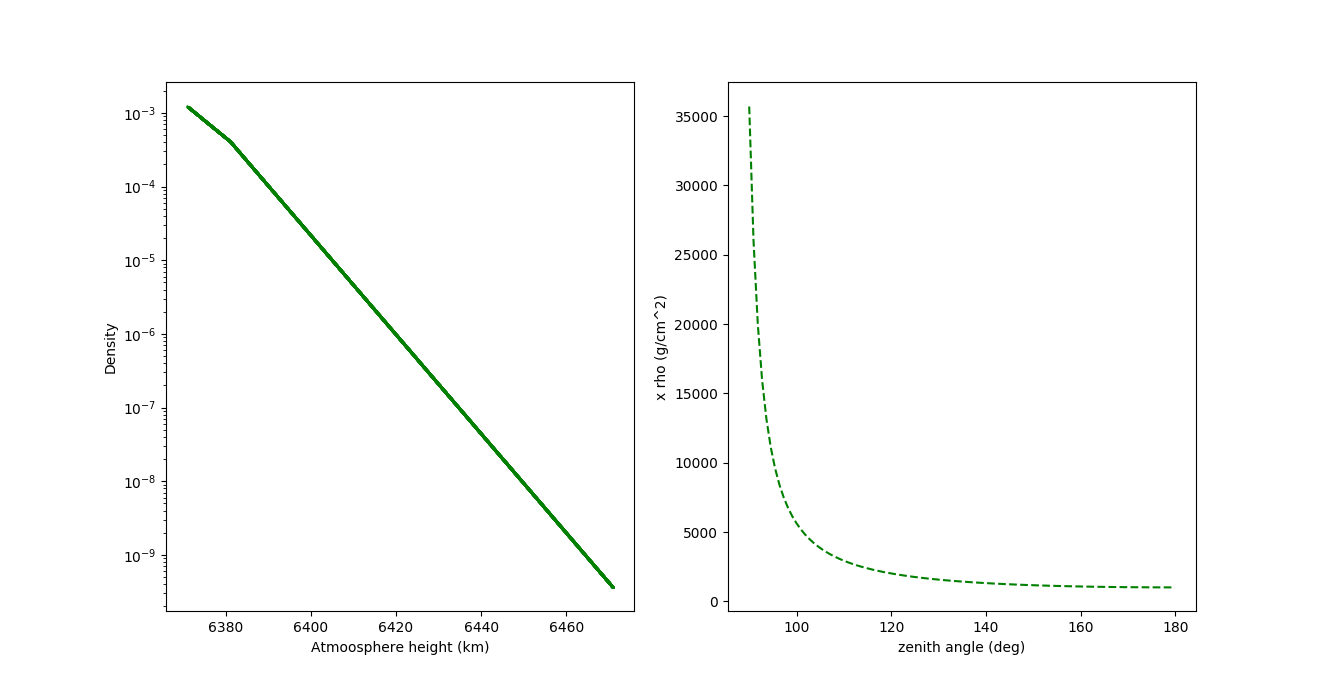 10^-3
10^-4
10^-5
10^-6
10^-7
10^-8
10^-9
Density
6380 6400 6420 6440 6460
Atmoosphere height (km)
35000
30000
25000
20000
15000
10000
5000
0
x rho (g/cm^2)
100 120 140 160 180
zenith angle (deg)